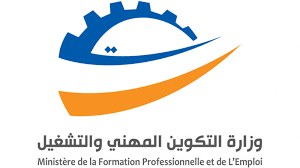 وزارة التكوين المهني والتشغيل
Ministère de la Formation Professionnelle et de L'Emploi